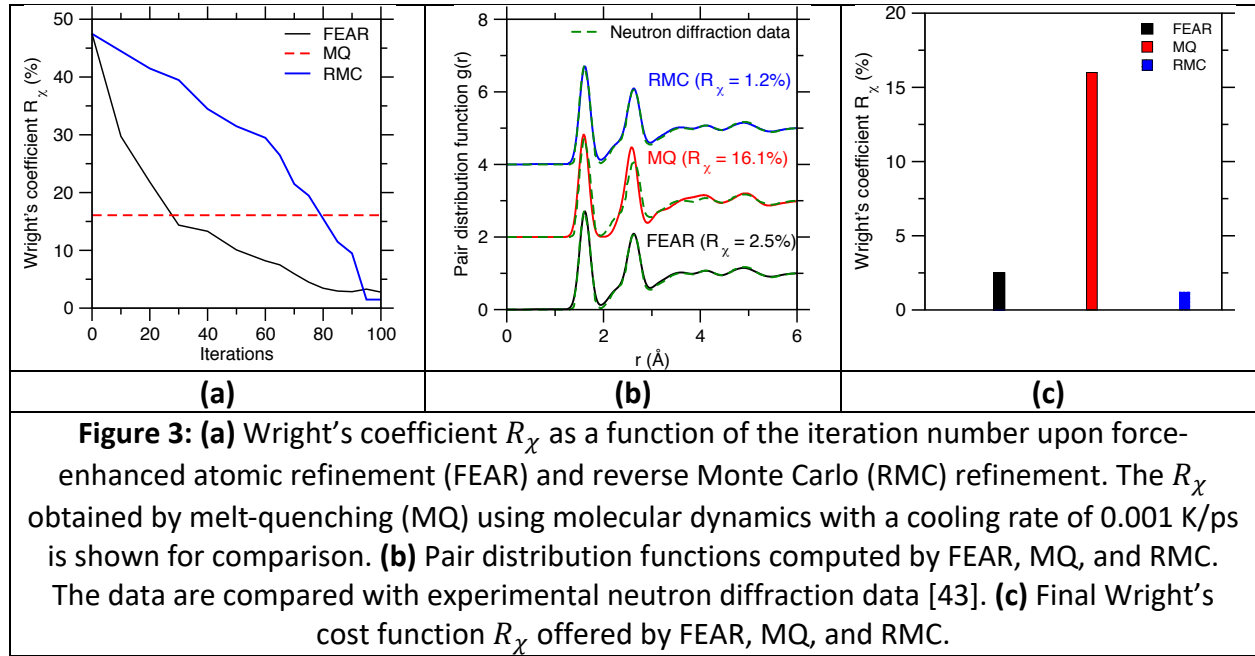 50
40
30
20
10
0
Wright's coefficient Rχ (%)
FEAR
MQ
RMC
0 20 40 60 80 100
Iterations
8
6
4
2
0
Pair distribution function g(r)
Neutron diffraction data
RMC (Rχ = 1.2%)
MQ (Rχ = 16.1%)
FEAR (Rχ = 2.5%)
0 2 4 6
r (Å)
20
15
10
5
0
Wright's coefficient Rχ (%)
FEAR
MQ
RMC
(a) (b) (c)
Figure 3: (a) Wright's coefficient Rχ as a function of the iteration number upon force-
enhanced atomic refinement (FEAR) and reverse Monte Carlo (RMC) refinement. The Rχ
obtained by melt-quenching (MQ) using molecular dynamics with a cooling rate of 0.001 K/ps
is shown for comparison. (b) Pair distribution functions computed by FEAR, MQ, and RMC.
The data are compared with experimental neutron diffraction data [43]. (c) Final Wright's
cost function Rχ offered by FEAR, MQ, and RMC.